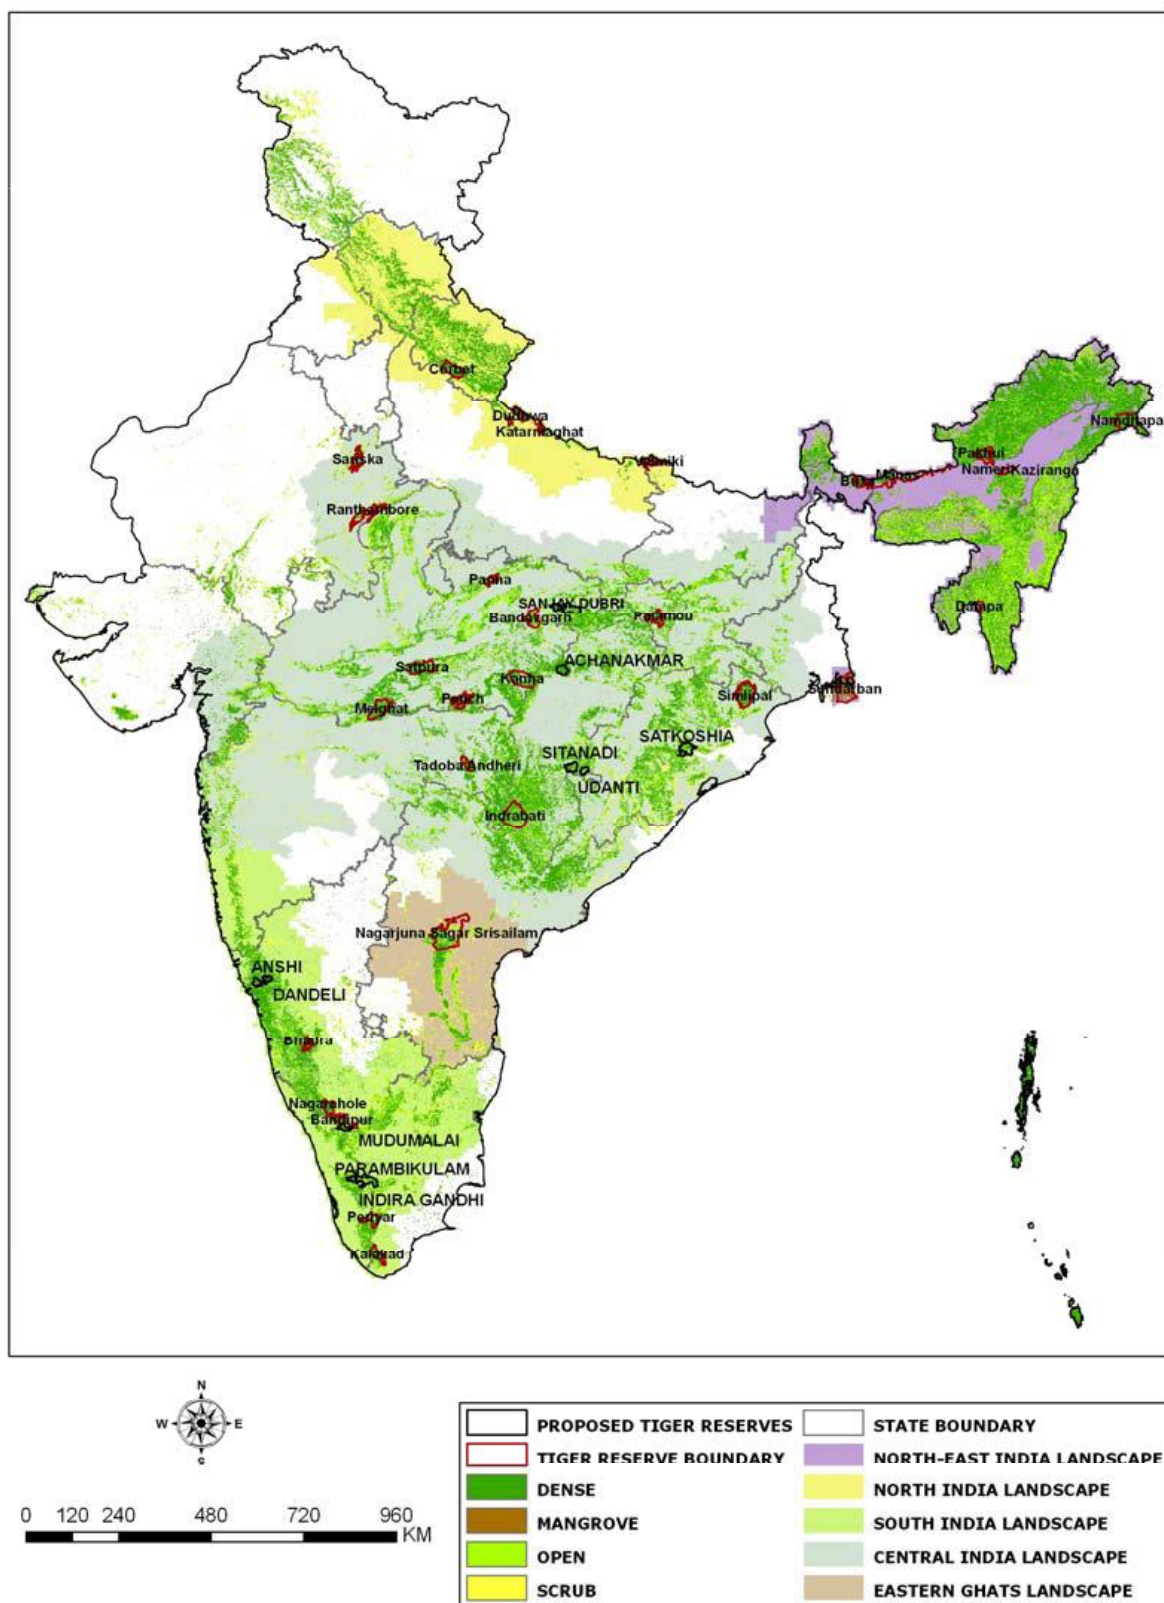 Corbet
Dudhwa
Katarniaghat
Valmiki
Namdhapa
Pakhui
Nameri Kaziranga
Buxa Manas
Sariska
Ranthambore
Panna
SANJAY DUBRI
Bandavgarh
Palamou
Dampa
ACHANAKMAR
Satpura
Kanha
Simlipal
Sundarban
Melghat
Pench
SATKOSHIA
SITANADI
Tadoba Andheri
UDANTI
Indrabati
Nagarjuna Sagar Srisailam
ANSHI
DANDELI
Bhadra
Nagarahole
Bandipur
MUDUMALAI
PARAMBIKULAM
INDIRA GANDHI
Periyar
Kalakad
N
W E
S
0 120 240 480 720 960
KM
PROPOSED TIGER RESERVES
TIGER RESERVE BOUNDARY
DENSE
MANGROVE
OPEN
SCRUB
STATE BOUNDARY
NORTH-EAST INDIA LANDSCAPE
NORTH INDIA LANDSCAPE
SOUTH INDIA LANDSCAPE
CENTRAL INDIA LANDSCAPE
EASTERN GHATS LANDSCAPE